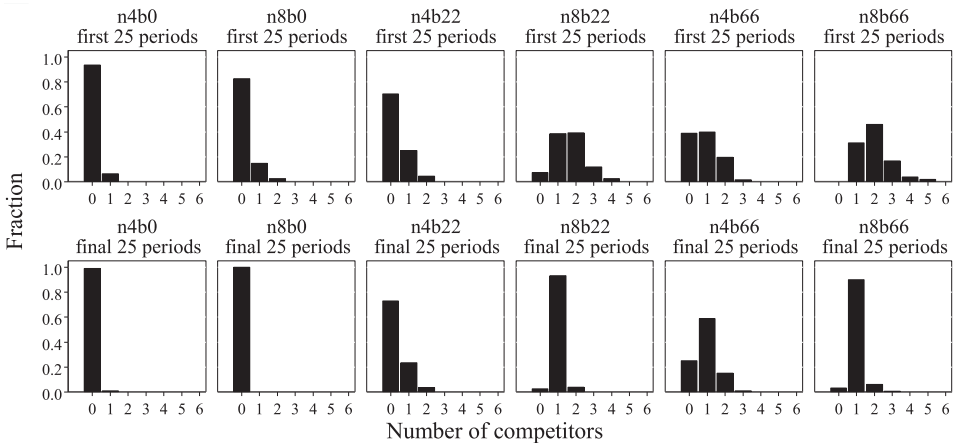 n4b0
first 25 periods
n8b0
first 25 periods
n4b22
first 25 periods
n8b22
first 25 periods
n4b66
first 25 periods
n8b66
first 25 periods
1.0
0.8
0.6
0.4
0.2
0.0
0 1 2 3 4 5 6
0 1 2 3 4 5 6
0 1 2 3 4 5 6
0 1 2 3 4 5 6
0 1 2 3 4 5 6
0 1 2 3 4 5 6
Fraction
n4b0
final 25 periods
n8b0
final 25 periods
n4b22
final 25 periods
n8b22
final 25 periods
n4b66
final 25 periods
n8b66
final 25 periods
1.0
0.8
0.6
0.4
0.2
0.0
0 1 2 3 4 5 6
0 1 2 3 4 5 6
0 1 2 3 4 5 6
0 1 2 3 4 5 6
0 1 2 3 4 5 6
0 1 2 3 4 5 6
Number of competitors